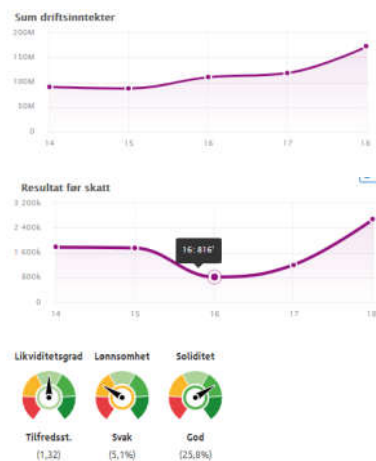 Sum driftsinntekter
200M
150M
100M
50M
0
14 15 16 17 18
Resultat før skatt
3 200k
2 400k
1 600k
16: 816'
800k
0
14 15 16 17 18
Likviditetsgrad Lønnsomhet Soliditet
Tilfredsst. Svak God
(1,32) (5,1%) (25,8%)